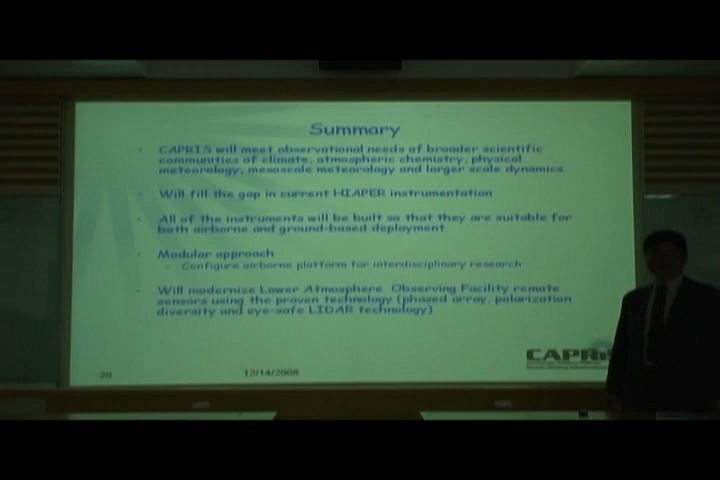 Summary
CAPRIS will meet observational needs of broader scientific
communities of climate, atmospheric chemistry, physical
meteorology, mesoscale meteorology and larger scale dynamics
Will fill the gap in current HIAPER instrumentation
All of the instruments will be built so that they are suitable for
both airborne and ground-based deployment
Modular approach
Configure airborne platform for interdisciplinary research
Will modernize Lower Atmosphere Observing Facility remote
sensors using the proven technology (phased array, polarization
diversity and eye-safe LIDAR technology)
CAPRIS
20
12/14/2006